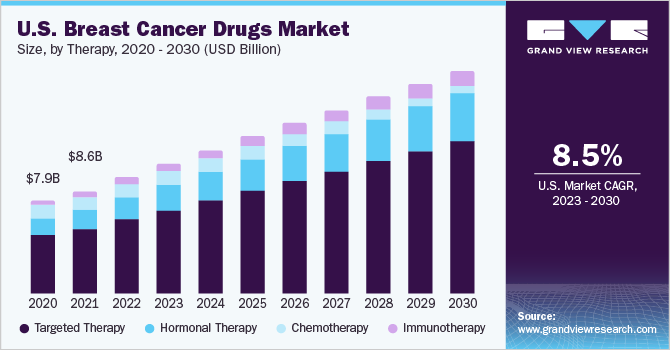 U.S. Breast Cancer Drugs Market
Size, by Therapy, 2020 - 2030 (USD Billion)
$7.9B
$8.6B
2020 2021 2022 2023 2024 2025 2026 2027 2028 2029 2030
Targeted Therapy Hormonal Therapy Chemotherapy Immunotherapy
GRAND VIEW RESEARCH
8.5%
U.S. Market CAGR,
2023 - 2030
Source:
www.grandviewresearch.com